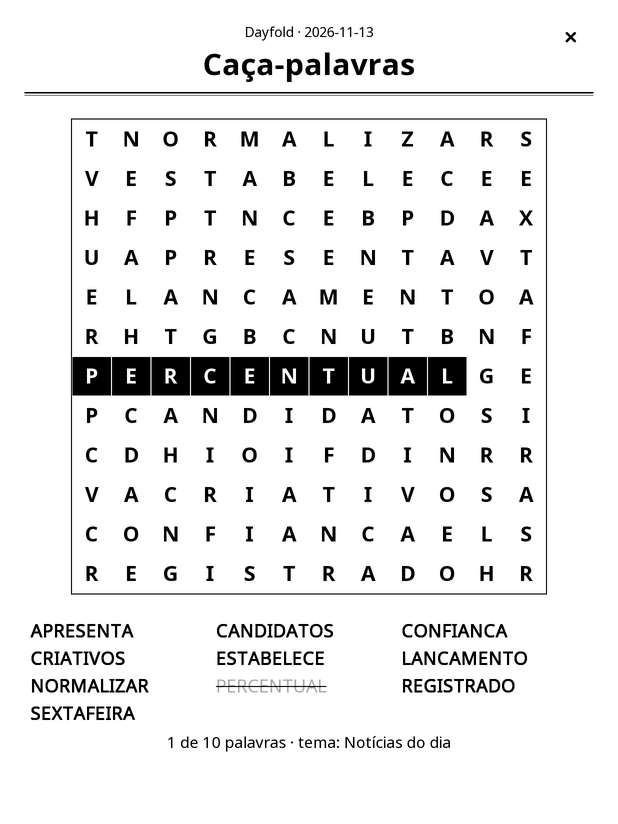 Dayfold · 2026-11-13
×
Caça-palavras
T N O R M A L I Z A R S
V E S T A B E L E C E E
H F P T N C E B P D A X
U A P R E S E N T A V T
E L A N C A M E N T O A
R H T G B C N U T B N F
P E R C E N T U A L G E
P C A N D I D A T O S I
C D H I O I F D I N R R
V A C R I A T I V O S A
C O N F I A N C A E L S
R E G I S T R A D O H R
APRESENTA CANDIDATOS CONFIANCA
CRIATIVOS ESTABELECE LANCAMENTO
NORMALIZAR PERCENTUAL REGISTRADO
SEXTAFEIRA
1 de 10 palavras · tema: Notícias do dia